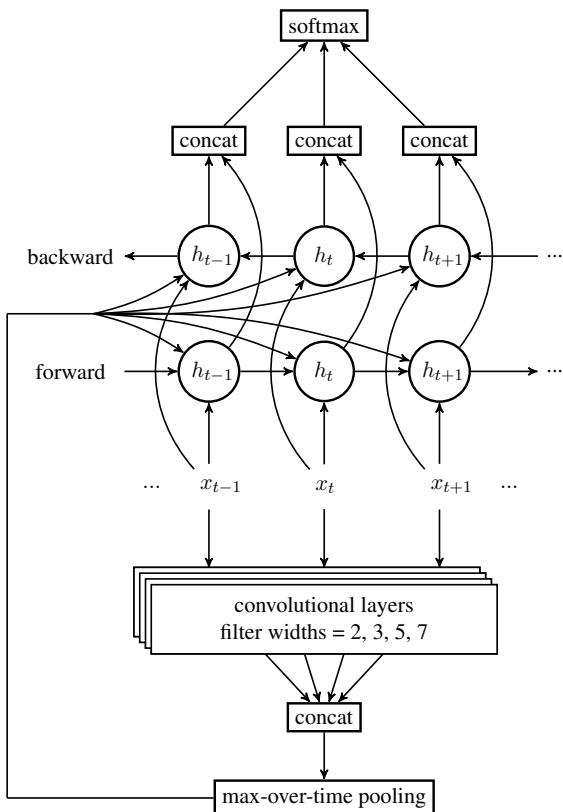 softmax
concat concat concat
backward h_{t−1} h_t h_{t+1} ...
forward h_{t−1} h_t h_{t+1} ...
... x_{t−1} x_t x_{t+1} ...
convolutional layers
filter widths = 2, 3, 5, 7
concat
max-over-time pooling